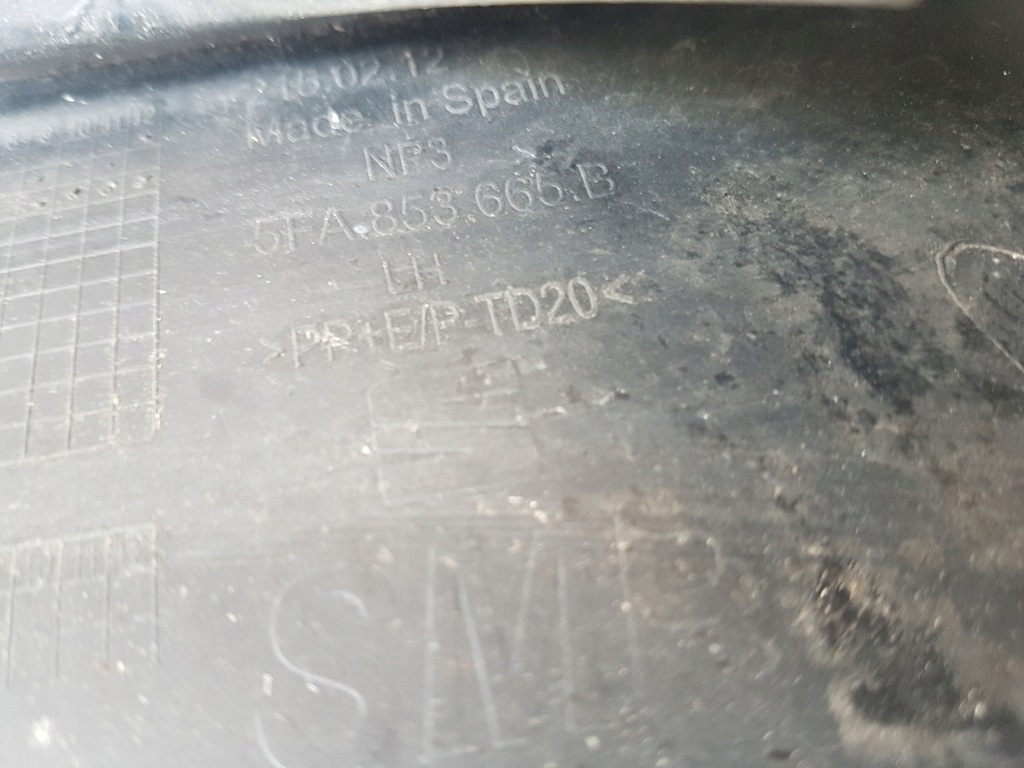 16.02.12
Made in Spain
NF3
5FA.853.665.B
LH
>PP+E/P-TD20<
SMP